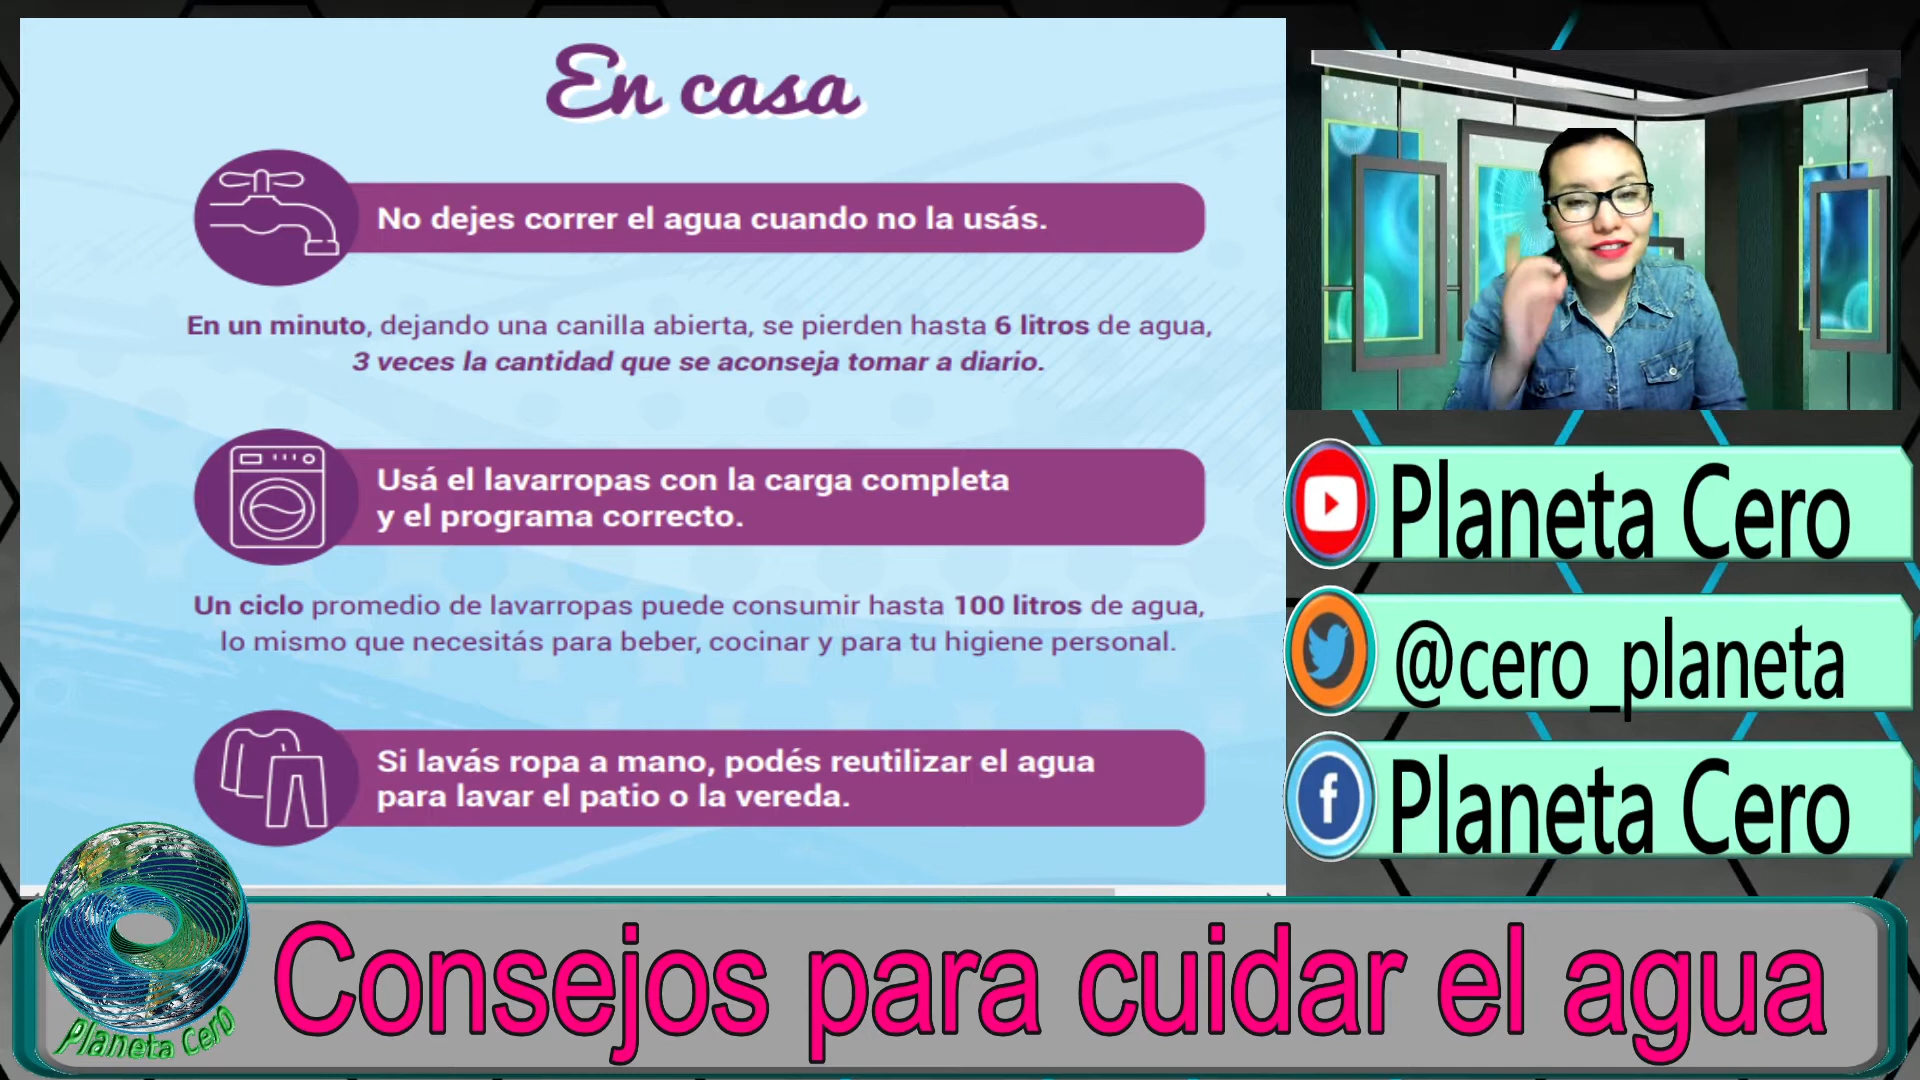 En casa
No dejes correr el agua cuando no la usás.
En un minuto, dejando una canilla abierta, se pierden hasta 6 litros de agua,
3 veces la cantidad que se aconseja tomar a diario.
Usá el lavarropas con la carga completa
y el programa correcto.
Un ciclo promedio de lavarropas puede consumir hasta 100 litros de agua,
lo mismo que necesitás para beber, cocinar y para tu higiene personal.
Si lavás ropa a mano, podés reutilizar el agua
para lavar el patio o la vereda.
Planeta Cero
@cero_planeta
Planeta Cero
Planeta Cero
Consejos para cuidar el agua